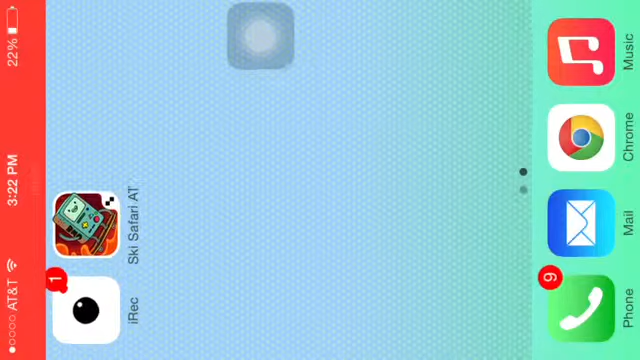 AT&T 3:22 PM 22%
1
iRec Ski Safari AT
9
Phone Mail Chrome Music